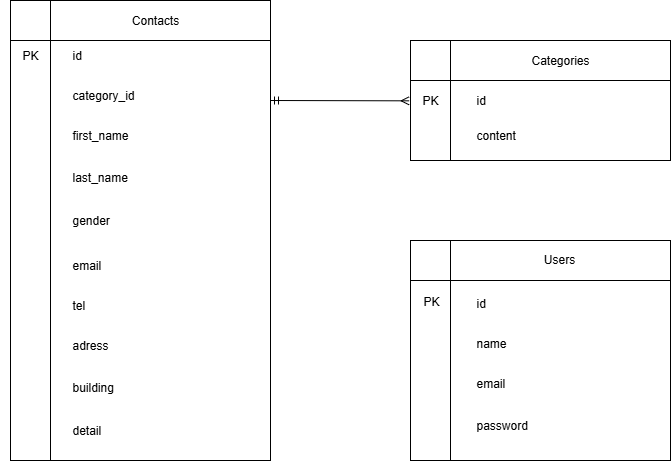 Contacts
PK id
category_id
first_name
last_name
gender
email
tel
adress
building
detail
Categories
PK id
content
Users
PK id
name
email
password